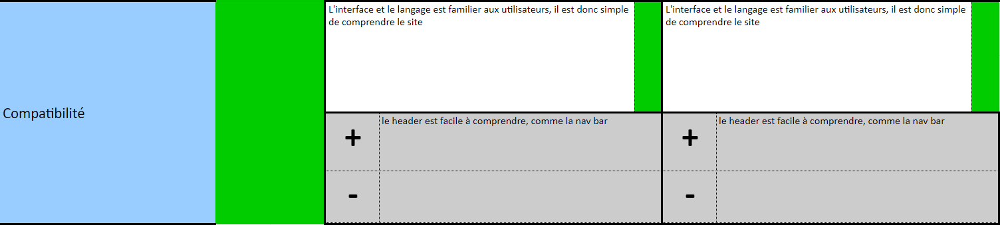 Compatibilité
L'interface et le langage est familier aux utilisateurs, il est donc simple
de comprendre le site
+
le header est facile à comprendre, comme la nav bar
-
L'interface et le langage est familier aux utilisateurs, il est donc simple
de comprendre le site
+
le header est facile à comprendre, comme la nav bar
-